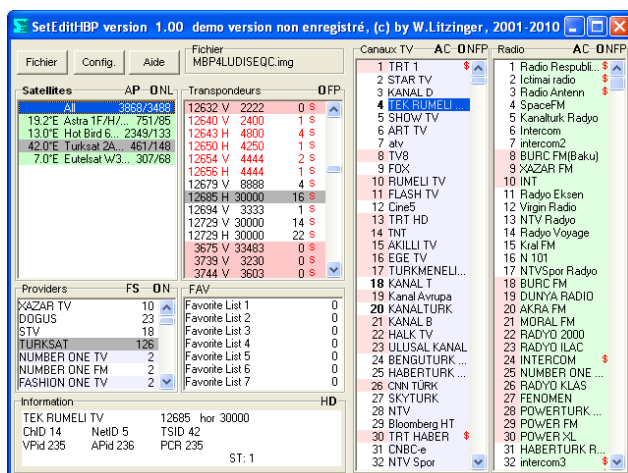 SetEditHBP version 1.00 demo version non enregistré, (c) by W.Litzinger, 2001-2010
Fichier
Config.
Aide
Fichier
MBP4LUDISEQC.img
Satellites AP ONL
All 3868/3488
19.2°E Astra 1F/H/... 751/85
13.0°E Hot Bird 6... 2349/133
42.0°E Turksat 2A... 461/148
7.0°E Eutelsat W3... 307/68
Transpondeurs OFP
12632 V 2222 0 S
12640 V 2400 1 S
12643 H 4800 4 S
12650 H 4250 1 S
12654 V 4444 2 S
12656 H 4444 1 S
12679 V 8888 4 S
12685 H 30000 16 S
12694 V 3333 1 S
12729 V 30000 14 S
12729 H 30000 22 S
3675 V 33483 0 S
3739 V 3230 0 S
3744 V 3603 0 S
Providers FS ON
XAZAR TV 10
DOGUS 23
STV 18
TURKSAT 126
NUMBER ONE TV 2
NUMBER ONE FM 2
FASHION ONE TV 2
FAV
Favorite List 1 0
Favorite List 2 0
Favorite List 3 0
Favorite List 4 0
Favorite List 5 0
Favorite List 6 0
Favorite List 7 0
Information HD
TEK RUMELI TV 12685 hor 30000
ChID 14 NetID 5 TSID 42
VPid 235 APid 236 PCR 235
ST: 1
Canaux TV AC ONFP
1 TRT 1 $
2 STAR TV
3 KANAL D
4 TEK RUMELI ...
5 SHOW TV
6 ART TV
7 atv
8 TV8
9 FOX
10 RUMELI TV
11 FLASH TV
12 Cine5
13 TRT HD
14 TNT
15 AKILLI TV
16 EGE TV
17 TURKMENELI...
18 KANAL T
19 Kanal Avrupa
20 KANALTURK
21 KANAL B
22 HALK TV
23 ULUSAL KANAL
24 BENGUTURK ...
25 HABERTURK ...
26 CNN TÜRK
27 SKYTURK
28 NTV
29 Bloomberg HT
30 TRT HABER $
31 CNBC-e
32 NTV Spor
Radio AC ONFP
1 Radio Respubli... $
2 Ictimai radio $
3 Radio Antenn $
4 SpaceFM
5 Kanalturk Radyo
6 Intercom
7 intercom2
8 BURC FM(Baku)
9 XAZAR FM
10 INT
11 Radyo Eksen
12 Virgin Radio
13 NTV Radyo
14 Radyo Voyage
15 Kral FM
16 N 101
17 NTVSpor Radyo
18 BURC FM
19 DUNYA RADIO
20 AKRA FM
21 MORAL FM
22 RADYO 2000
23 RADYO ILAC
24 INTERCOM $
25 NUMBER ONE ...
26 RADYO KLAS
27 FENOMEN
28 POWERTURK ...
29 POWER FM
30 POWER XL
31 HABERTURK R...
32 intercom3 $